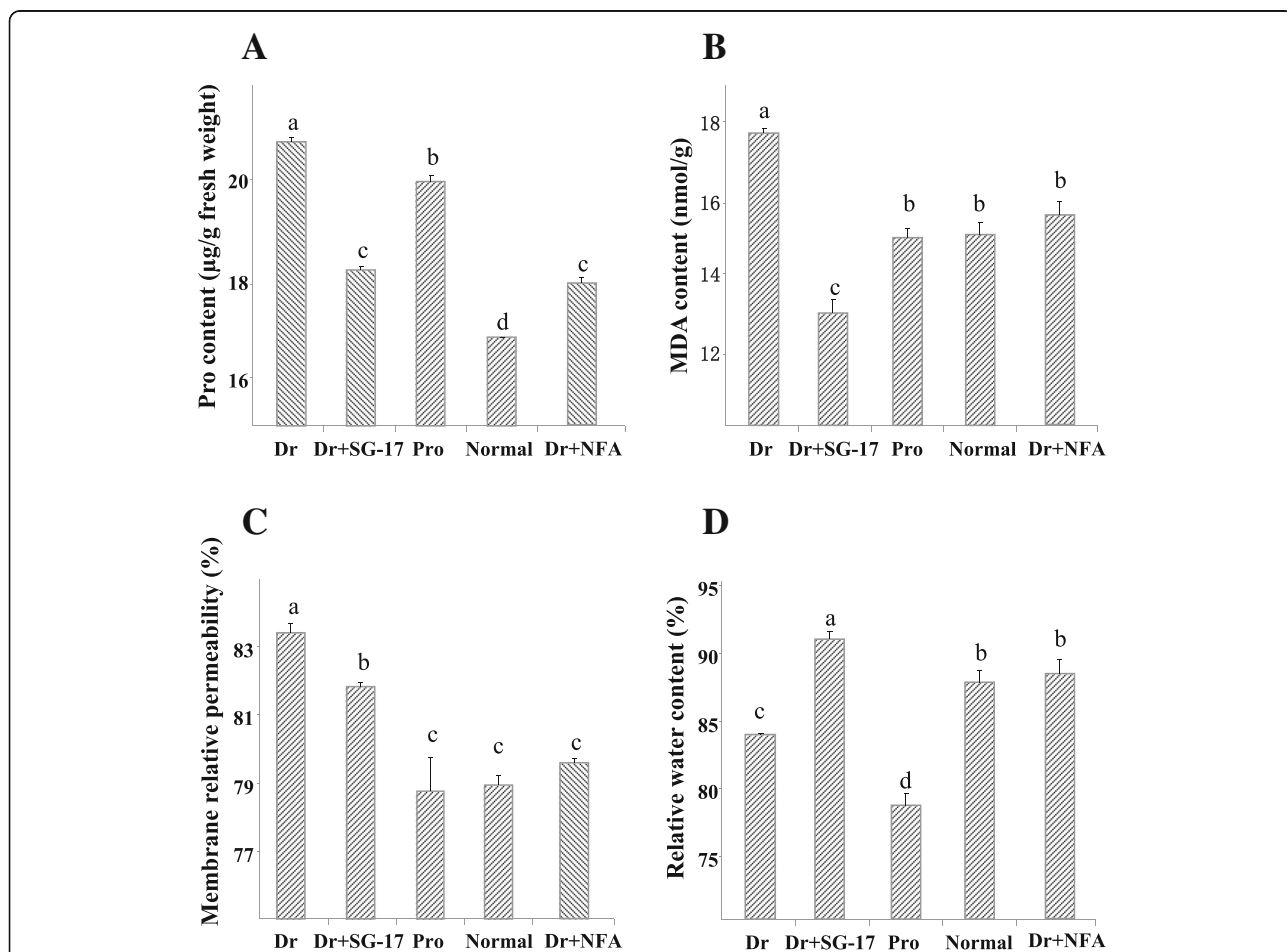 A
Pro content (µg/g fresh weight)
20
18
16
a
c
b
d
c
Dr Dr+SG-17 Pro Normal Dr+NFA
B
MDA content (nmol/g)
18
16
14
12
a
c
b
b
b
Dr Dr+SG-17 Pro Normal Dr+NFA
C
Membrane relative permeability (%)
83
81
79
77
a
b
c
c
c
Dr Dr+SG-17 Pro Normal Dr+NFA
D
Relative water content (%)
95
90
85
80
75
c
a
d
b
b
Dr Dr+SG-17 Pro Normal Dr+NFA